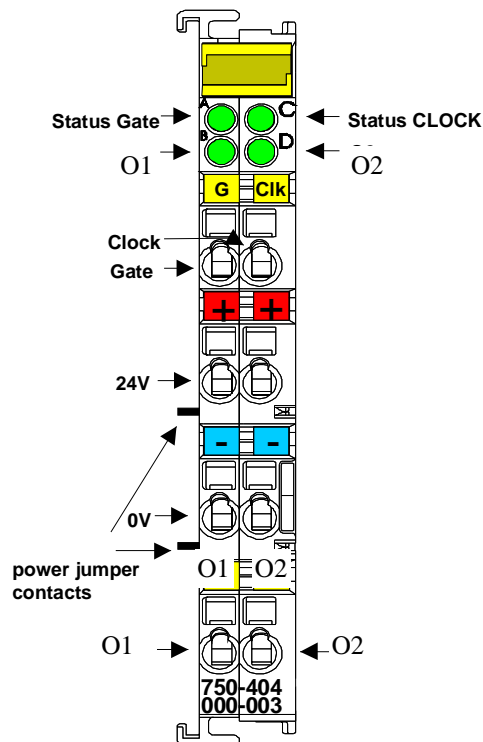 A C
Status Gate Status CLOCK
B D
O1 O2
G Clk
Clock
Gate
+ +
24V
- -
0V
power jumper
contacts
O1 O2
O1 O2
750-404
000-003